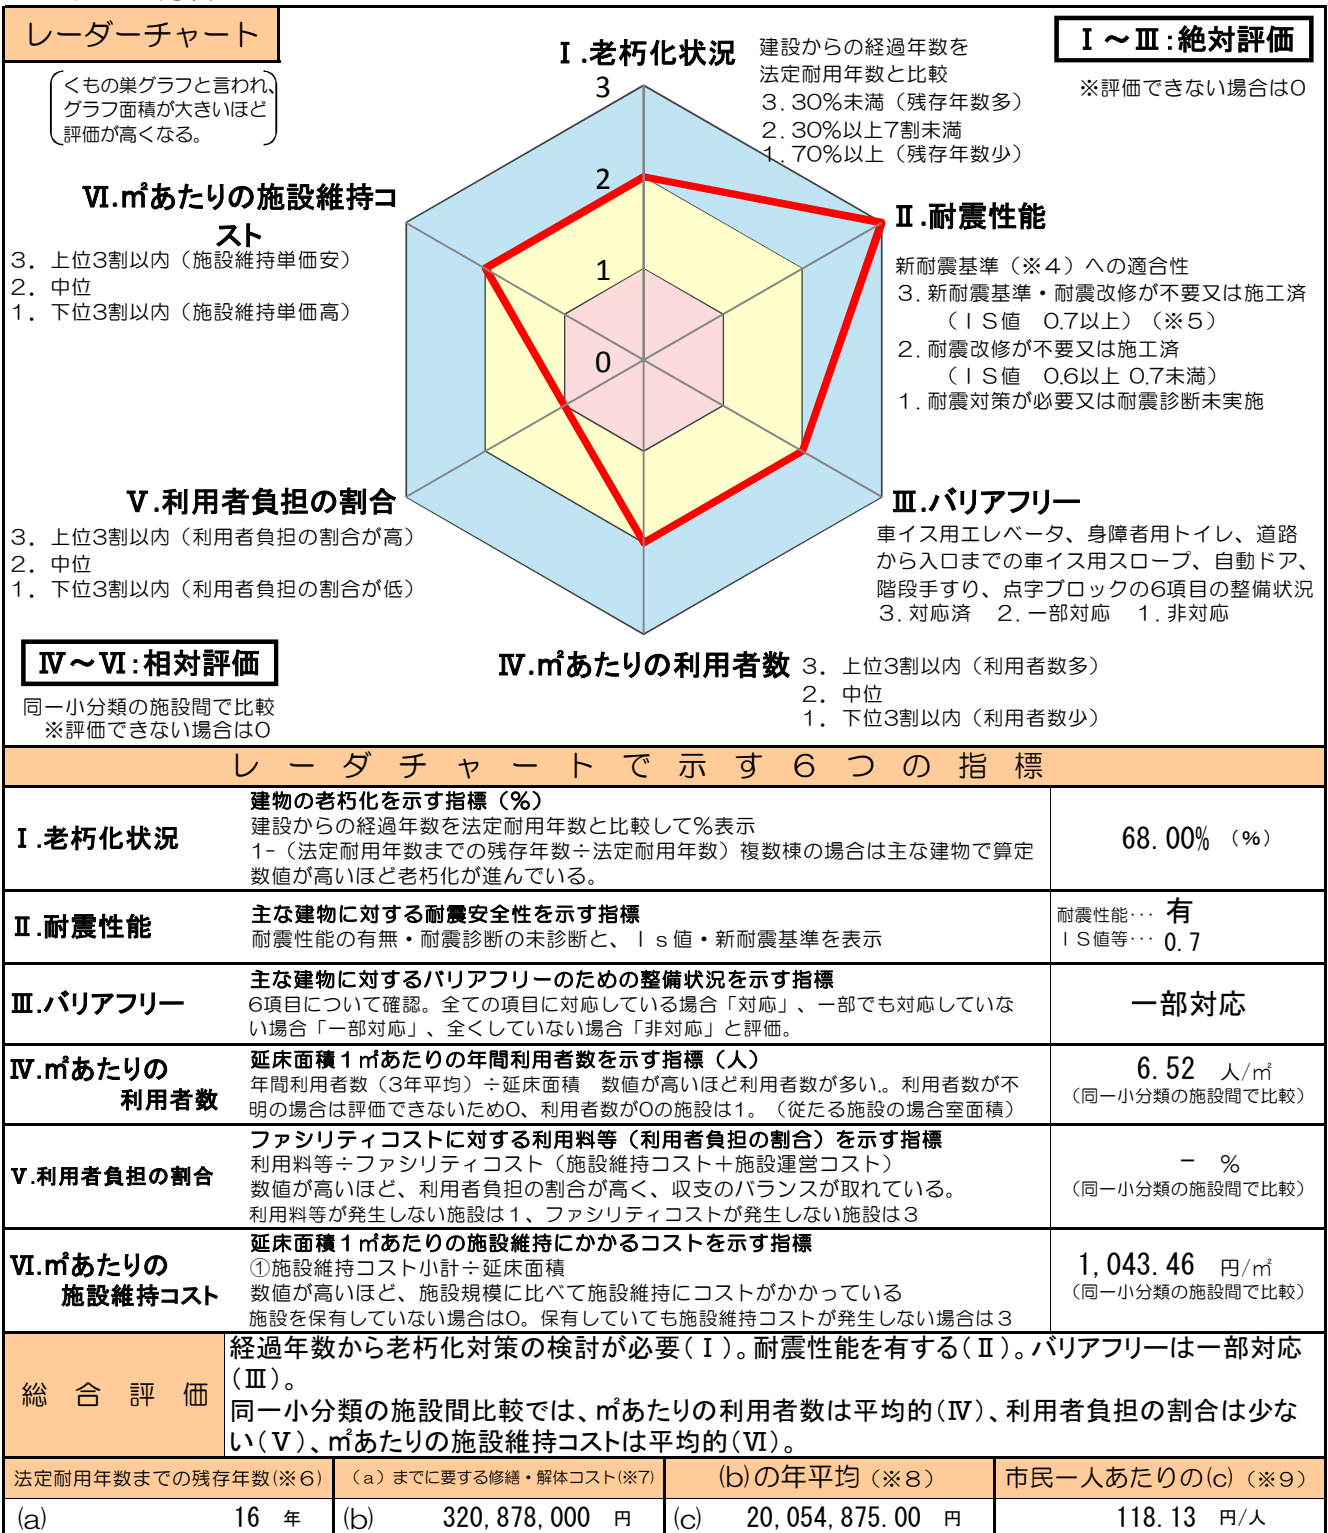 レーダーチャート
くもの巣グラフと言われ、
グラフ面積が大きいほど
評価が高くなる。
Ⅰ～Ⅲ：絶対評価
※評価できない場合は0
Ⅰ.老朽化状況
建設からの経過年数を
法定耐用年数と比較
3．30%未満（残存年数多）
2．30%以上7割未満
1．70%以上（残存年数少）
3
2
1
0
Ⅱ.耐震性能
新耐震基準（※4）への適合性
3．新耐震基準・耐震改修が不要又は施工済
（ＩＳ値　0.7以上）（※5）
2．耐震改修が不要又は施工済
（ＩＳ値　0.6以上 0.7未満）
1．耐震対策が必要又は耐震診断未実施
Ⅲ.バリアフリー
車イス用エレベータ、身障者用トイレ、道路
から入口までの車イス用スロープ、自動ドア、
階段手すり、点字ブロックの6項目の整備状況
3．対応済　2．一部対応　1．非対応
Ⅳ.㎡あたりの利用者数
3．上位3割以内（利用者数多）
2．中位
1．下位3割以内（利用者数少）
Ⅴ.利用者負担の割合
3．上位3割以内（利用者負担の割合が高）
2．中位
1．下位3割以内（利用者負担の割合が低）
Ⅵ.㎡あたりの施設維持コ
スト
3．上位3割以内（施設維持単価安）
2．中位
1．下位3割以内（施設維持単価高）
Ⅳ～Ⅵ：相対評価
同一小分類の施設間で比較
※評価できない場合は0
レーダチャートで示す６つの指標
Ⅰ.老朽化状況
建物の老朽化を示す指標（%）
建設からの経過年数を法定耐用年数と比較して%表示
1-（法定耐用年数までの残存年数÷法定耐用年数）複数棟の場合は主な建物で算定
数値が高いほど老朽化が進んでいる。
68.00%　（%）
Ⅱ.耐震性能
主な建物に対する耐震安全性を示す指標
耐震性能の有無・耐震診断の未診断と、Ｉｓ値・新耐震基準を表示
耐震性能… 有
ＩＳ値等… 0.7
Ⅲ.バリアフリー
主な建物に対するバリアフリーのための整備状況を示す指標
6項目について確認。全ての項目に対応している場合「対応」、一部でも対応していな
い場合「一部対応」、全くしていない場合「非対応」と評価。
一部対応
Ⅳ.㎡あたりの
利用者数
延床面積１㎡あたりの年間利用者数を示す指標（人）
年間利用者数（3年平均）÷延床面積　数値が高いほど利用者数が多い。利用者数が不
明の場合は評価できないため0、利用者数が0の施設は1。（従たる施設の場合室面積）
6.52　人/㎡
（同一小分類の施設間で比較）
Ⅴ.利用者負担の割合
ファシリティコストに対する利用料等（利用者負担の割合）を示す指標
利用料等÷ファシリティコスト（施設維持コスト＋施設運営コスト）
数値が高いほど、利用者負担の割合が高く、収支のバランスが取れている。
利用料等が発生しない施設は１、ファシリティコストが発生しない施設は３
－　%
（同一小分類の施設間で比較）
Ⅵ.㎡あたりの
施設維持コスト
延床面積１㎡あたりの施設維持にかかるコストを示す指標
①施設維持コスト小計÷延床面積
数値が高いほど、施設規模に比べて施設維持にコストがかかっている
施設を保有していない場合は0。保有していても施設維持コストが発生しない場合は３
1,043.46　円/㎡
（同一小分類の施設間で比較）
総合評価
経過年数から老朽化対策の検討が必要(Ⅰ)。耐震性能を有する(Ⅱ)。バリアフリーは一部対応
(Ⅲ)。
同一小分類の施設間比較では、㎡あたりの利用者数は平均的(Ⅳ)、利用者負担の割合は少な
い(Ⅴ)、㎡あたりの施設維持コストは平均的(Ⅵ)。
法定耐用年数までの残存年数(※6)　（a）までに要する修繕・解体コスト(※7)　(b)の年平均（※8）　市民一人あたりの(c)（※9）
(a)　16 年　(b)　320,878,000 円　(c)　20,054,875.00 円　118.13 円/人